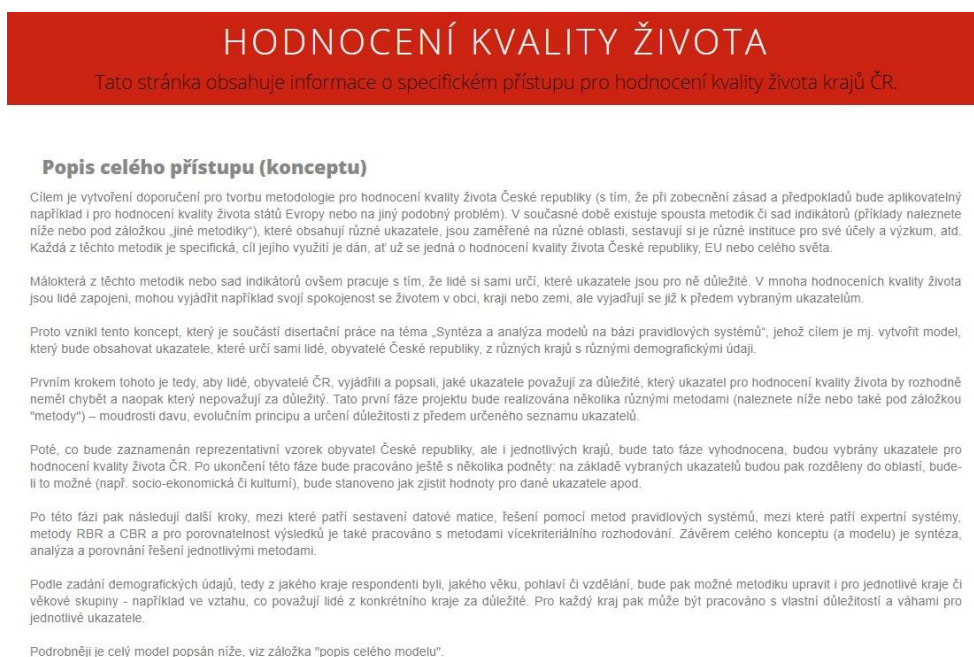 HODNOCENÍ KVALITY ŽIVOTA
Tato stránka obsahuje informace o specifickém přístupu pro hodnocení kvality života krajů ČR.
Popis celého přístupu (konceptu)
Cílem je vytvoření doporučení pro tvorbu metodologie pro hodnocení kvality života České republiky (s tím, že při zobecnění zásad a předpokladů bude aplikovatelný
například i pro hodnocení kvality života států Evropy nebo na jiný podobný problém). V současné době existuje spousta metodik či sad indikátorů (příklady naleznete
níže nebo pod záložkou „jiné metodiky“), které obsahují různé ukazatele, jsou zaměřené na různé oblasti, sestavují si je různé instituce pro své účely a výzkum, atd.
Každá z těchto metodik je specifická, cíl jejího využití je dán, ať už se jedná o hodnocení kvality života České republiky, EU nebo celého světa.
Málokterá z těchto metodik nebo sad indikátorů ovšem pracuje s tím, že lidé si sami určí, které ukazatele jsou pro ně důležité. V mnoha hodnoceních kvality života
jsou lidé zapojeni, mohou vyjádřit například svojí spokojenost se životem v obci, kraji nebo zemi, ale vyjadřují se již k předem vybraným ukazatelům.
Proto vznikl tento koncept, který je součástí disertační práce na téma „Syntéza a analýza modelů na bázi pravidlových systémů“, jehož cílem je mj. vytvořit model,
který bude obsahovat ukazatele, které určí sami lidé, obyvatelé České republiky, z různých krajů s různými demografickými údaji.
Prvním krokem tohoto je tedy, aby lidé, obyvatelé ČR, vyjádřili a popsali, jaké ukazatele považují za důležité, který ukazatel pro hodnocení kvality života by rozhodně
neměl chybět a naopak který nepovažují za důležitý. Tato první fáze projektu bude realizována několika různými metodami (naleznete níže nebo také pod záložkou
"metody") – moudrosti davu, evolučním principu a určení důležitosti z předem určeného seznamu ukazatelů.
Poté, co bude zaznamenán reprezentativní vzorek obyvatel České republiky, ale i jednotlivých krajů, bude tato fáze vyhodnocena, budou vybrány ukazatele pro
hodnocení kvality života ČR. Po ukončení této fáze bude pracováno ještě s několika podněty: na základě vybraných ukazatelů budou pak rozděleny do oblastí, bude-
li to možné (např. socio-ekonomická či kulturní), bude stanoveno jak zjistit hodnoty pro dané ukazatele apod.
Po této fázi pak následují další kroky, mezi které patří sestavení datové matice, řešení pomocí metod pravidlových systémů, mezi které patří expertní systémy,
metody RBR a CBR a pro porovnatelnost výsledků je také pracováno s metodami vícekriteriálního rozhodování. Závěrem celého konceptu (a modelu) je syntéza,
analýza a porovnání řešení jednotlivými metodami.
Podle zadání demografických údajů, tedy z jakého kraje respondenti byli, jakého věku, pohlaví či vzdělání, bude pak možné metodiku upravit i pro jednotlivé kraje či
věkové skupiny - například ve vztahu, co považují lidé z konkrétního kraje za důležité. Pro každý kraj pak může být pracováno s vlastní důležitostí a váhami pro
jednotlivé ukazatele.
Podrobněji je celý model popsán níže, viz záložka "popis celého modelu".